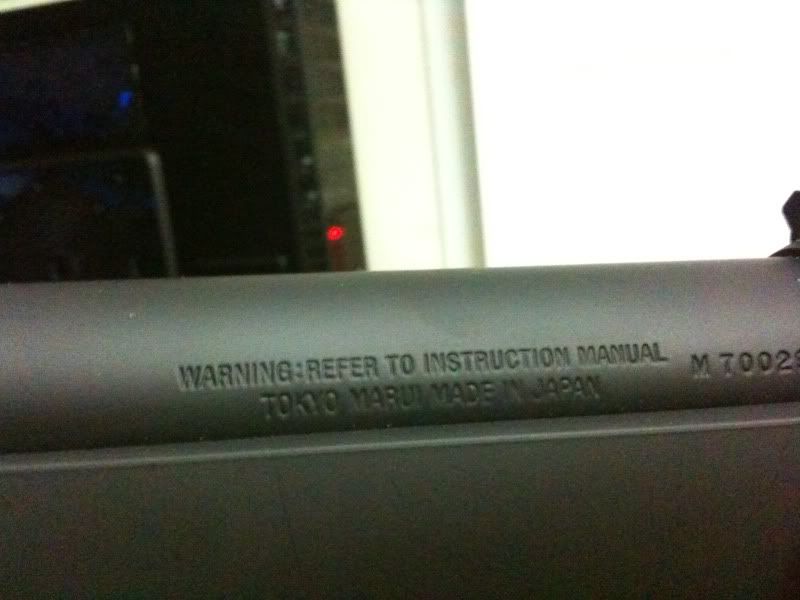 WARNING:REFER TO INSTRUCTION MANUAL
TOKYO MARUI MADE IN JAPAN
M 7002